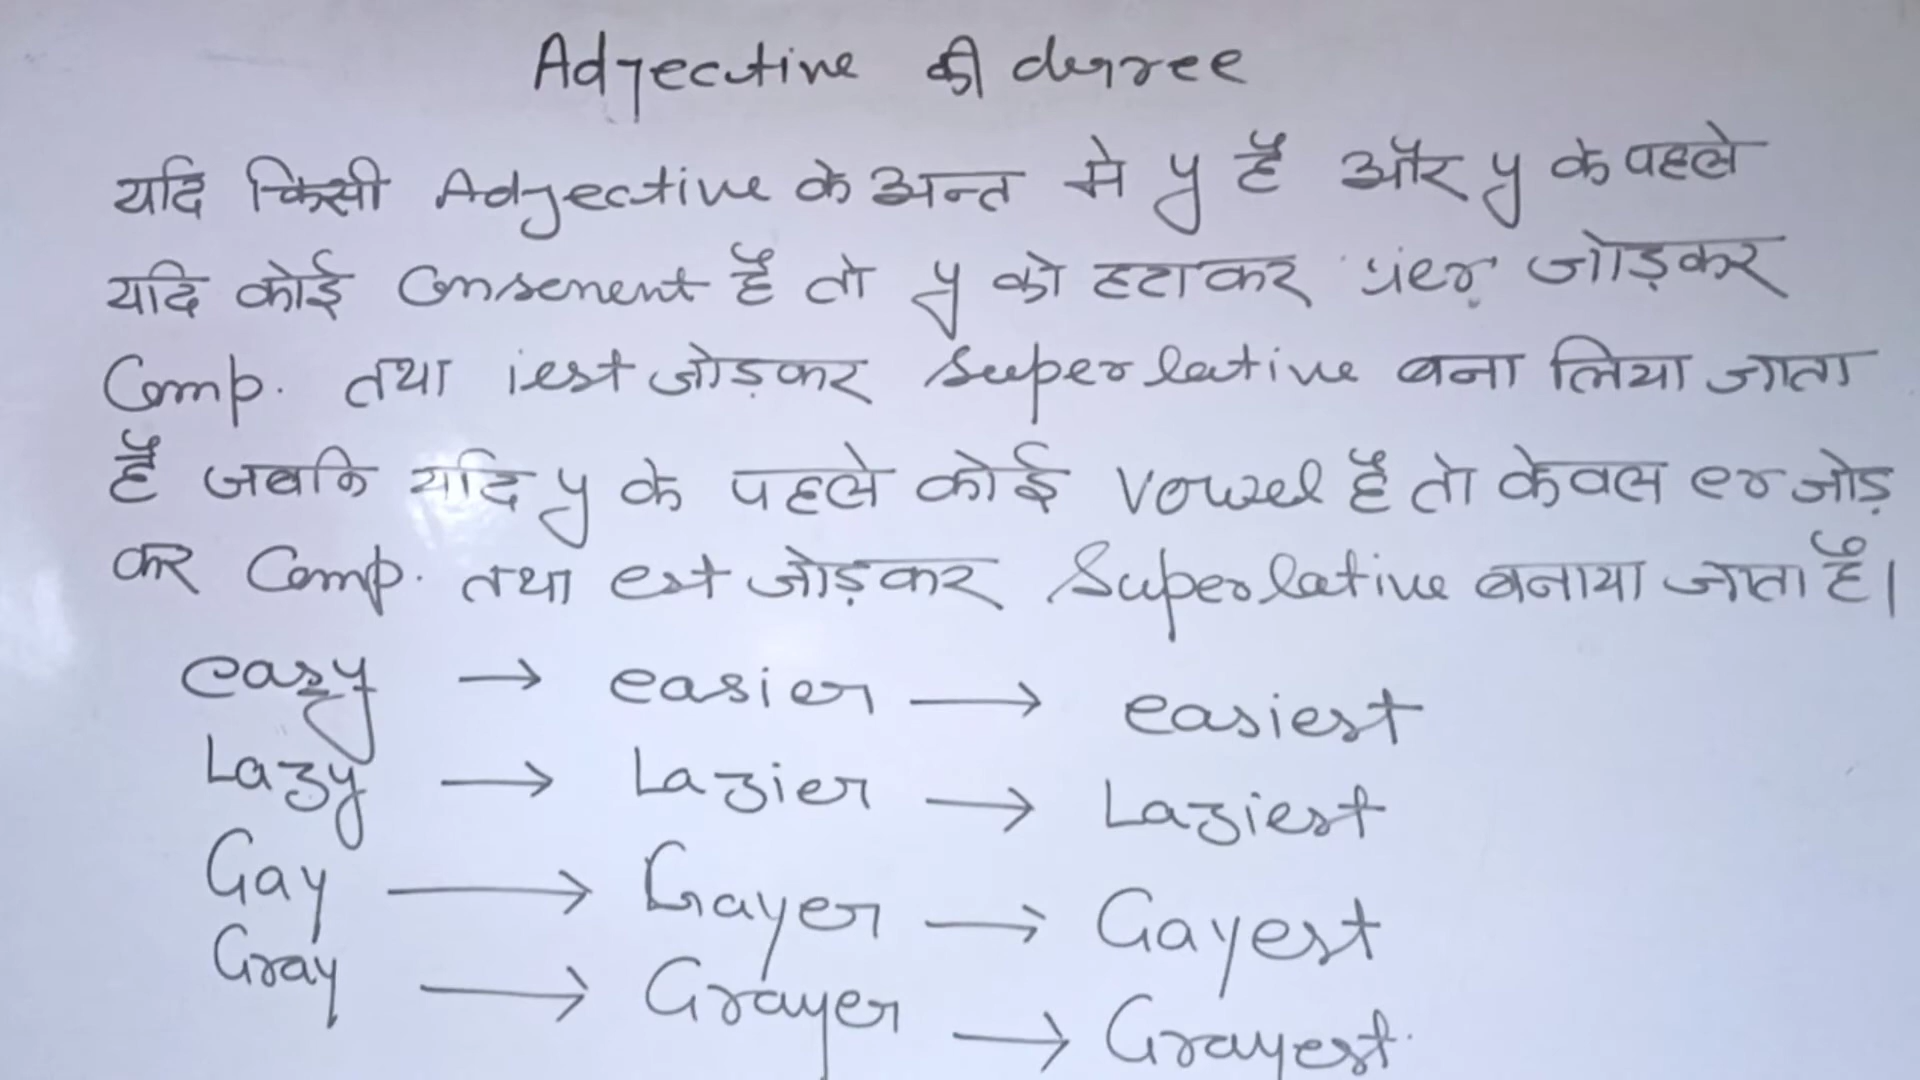 Adjective की degree
यदि किसी Adjective के अन्त मे y है और y के पहले
यदि कोई Consenent है तो y को हटाकर ier जोड़कर
Comp. तथा iest जोड़कर Superlative बना लिया जाता
है जबकि यदि y के पहले कोई Vowel है तो केवल er जोड़
कर Comp. तथा est जोड़कर Superlative बनाया जाता है।
easy → easier → easiest
Lazy → Lazier → Laziest
Gay → Gayer → Gayest
Gray → Grayer → Grayest.